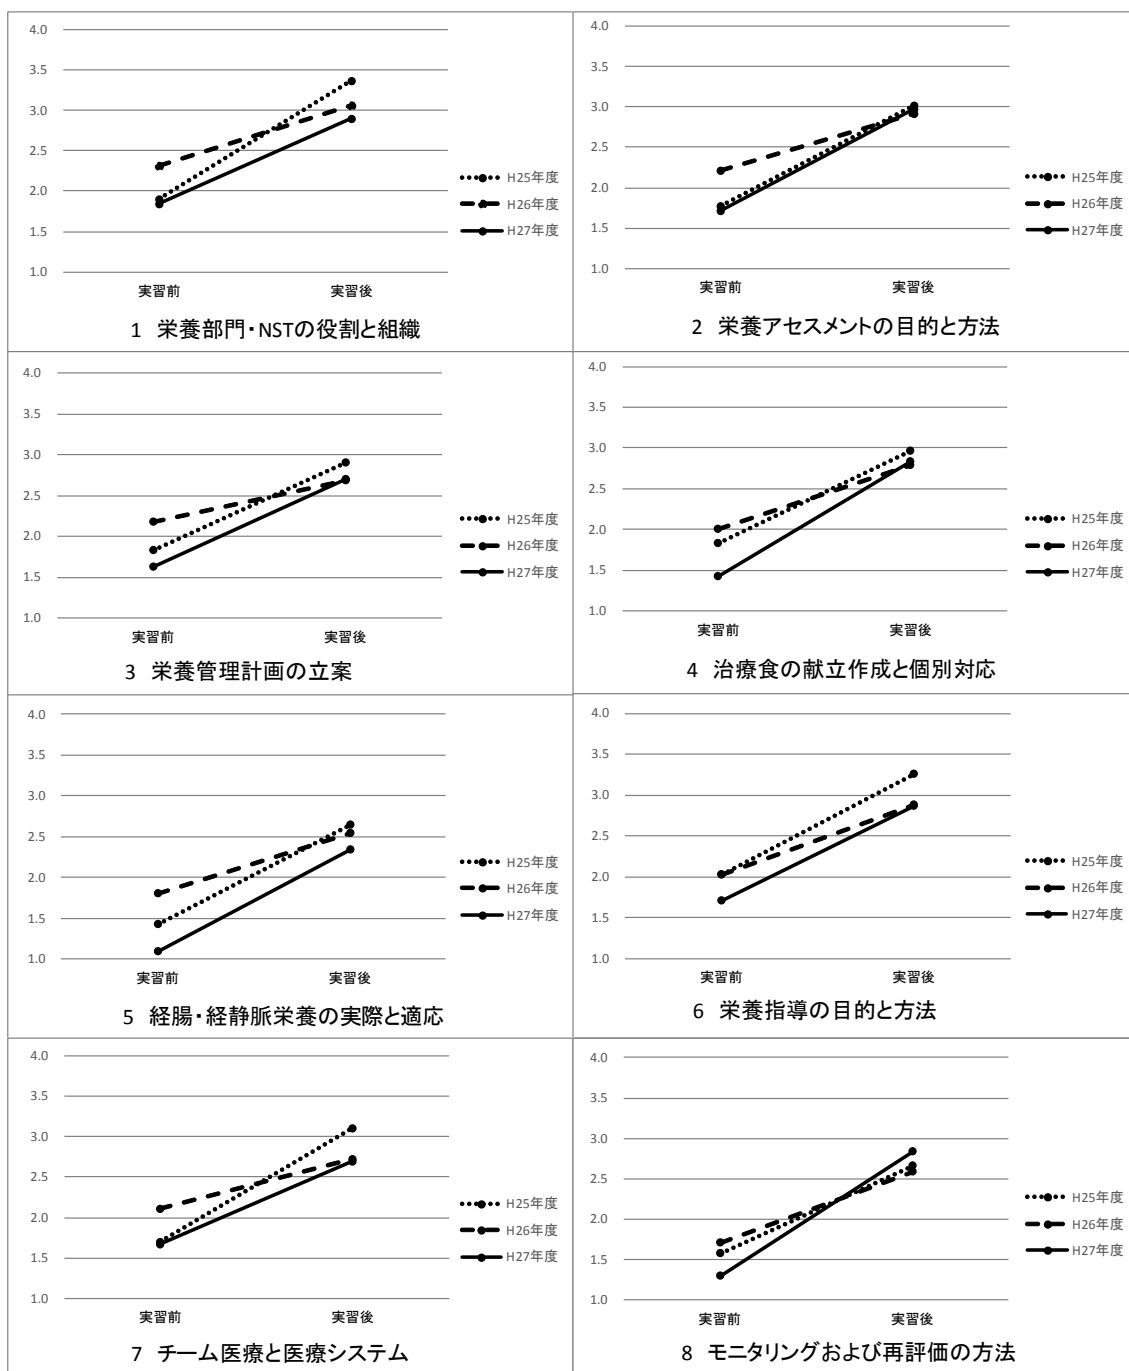 4.0
3.5
3.0
2.5
2.0
1.5
1.0
実習前
実習後
H25年度
H26年度
H27年度
1 栄養部門・NSTの役割と組織
4.0
3.5
3.0
2.5
2.0
1.5
1.0
実習前
実習後
H25年度
H26年度
H27年度
2 栄養アセスメントの目的と方法
4.0
3.5
3.0
2.5
2.0
1.5
1.0
実習前
実習後
H25年度
H26年度
H27年度
3 栄養管理計画の立案
4.0
3.5
3.0
2.5
2.0
1.5
1.0
実習前
実習後
H25年度
H26年度
H27年度
4 治療食の献立作成と個別対応
4.0
3.5
3.0
2.5
2.0
1.5
1.0
実習前
実習後
H25年度
H26年度
H27年度
5 経腸・経静脈栄養の実際と適応
4.0
3.5
3.0
2.5
2.0
1.5
1.0
実習前
実習後
H25年度
H26年度
H27年度
6 栄養指導の目的と方法
4.0
3.5
3.0
2.5
2.0
1.5
1.0
実習前
実習後
H25年度
H26年度
H27年度
7 チーム医療と医療システム
4.0
3.5
3.0
2.5
2.0
1.5
1.0
実習前
実習後
H25年度
H26年度
H27年度
8 モニタリングおよび再評価の方法